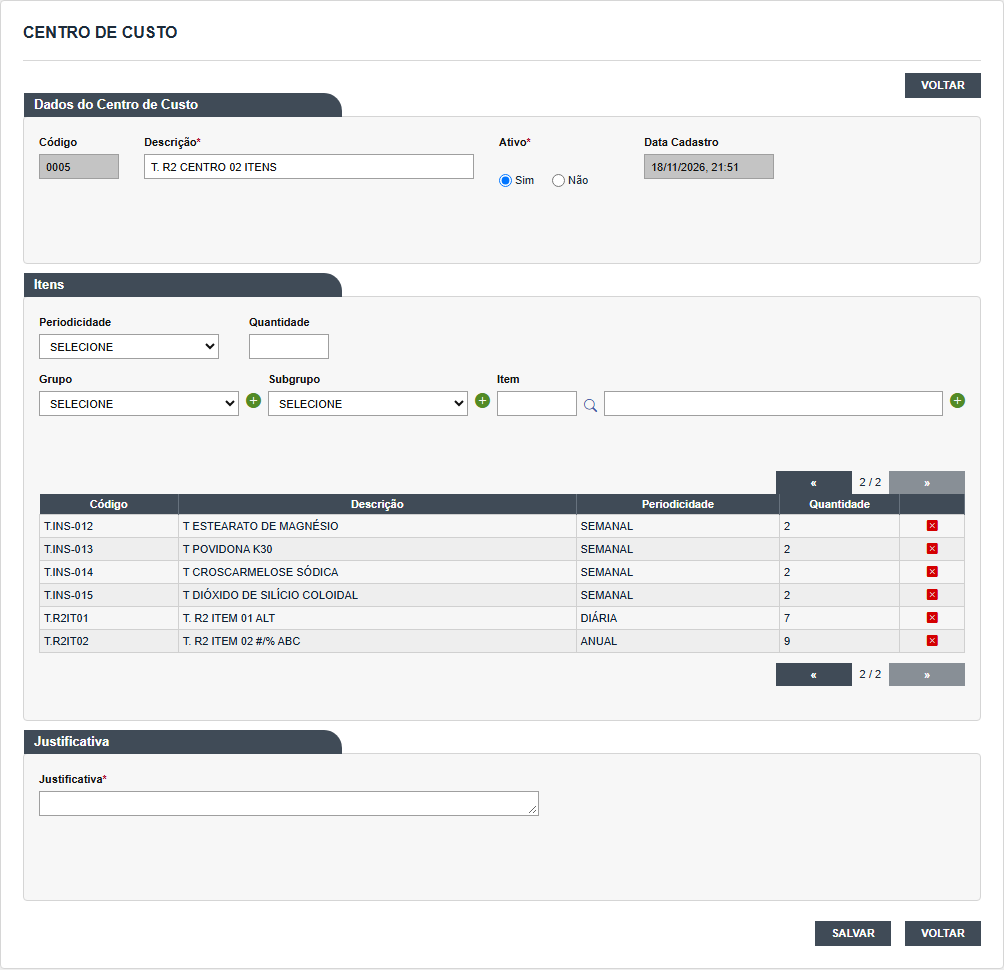 CENTRO DE CUSTO
VOLTAR
Dados do Centro de Custo
Código Descrição* Ativo* Data Cadastro
0005 T. R2 CENTRO 02 ITENS Sim Não 18/11/2026, 21:51
Itens
Periodicidade Quantidade
SELECIONE
Grupo Subgrupo Item
SELECIONE SELECIONE
« 2 / 2 »
Código Descrição Periodicidade Quantidade
T.INS-012 T ESTEARATO DE MAGNÉSIO SEMANAL 2
T.INS-013 T POVIDONA K30 SEMANAL 2
T.INS-014 T CROSCARMELOSE SÓDICA SEMANAL 2
T.INS-015 T DIÓXIDO DE SILÍCIO COLOIDAL SEMANAL 2
T.R2IT01 T. R2 ITEM 01 ALT DIÁRIA 7
T.R2IT02 T. R2 ITEM 02 #/% ABC ANUAL 9
« 2 / 2 »
Justificativa
Justificativa*
SALVAR VOLTAR